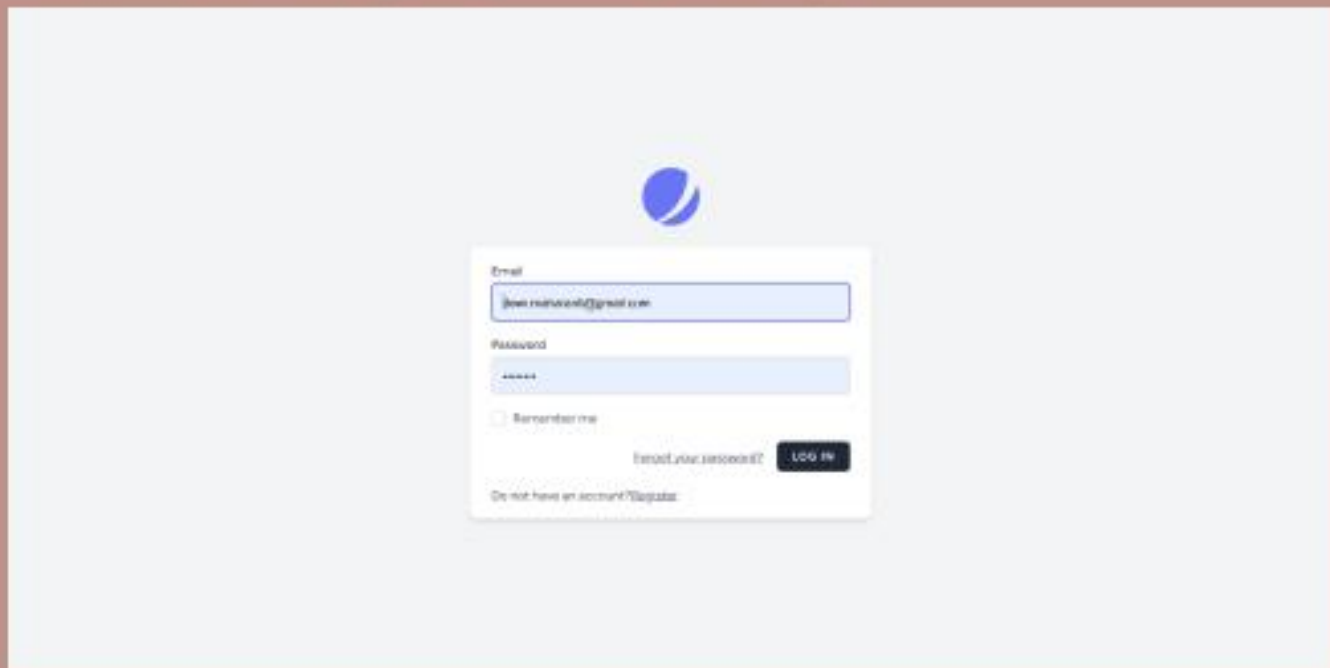 Email
Password
•••••
Remember me
Forgot your password? LOG IN
Do not have an account?Register